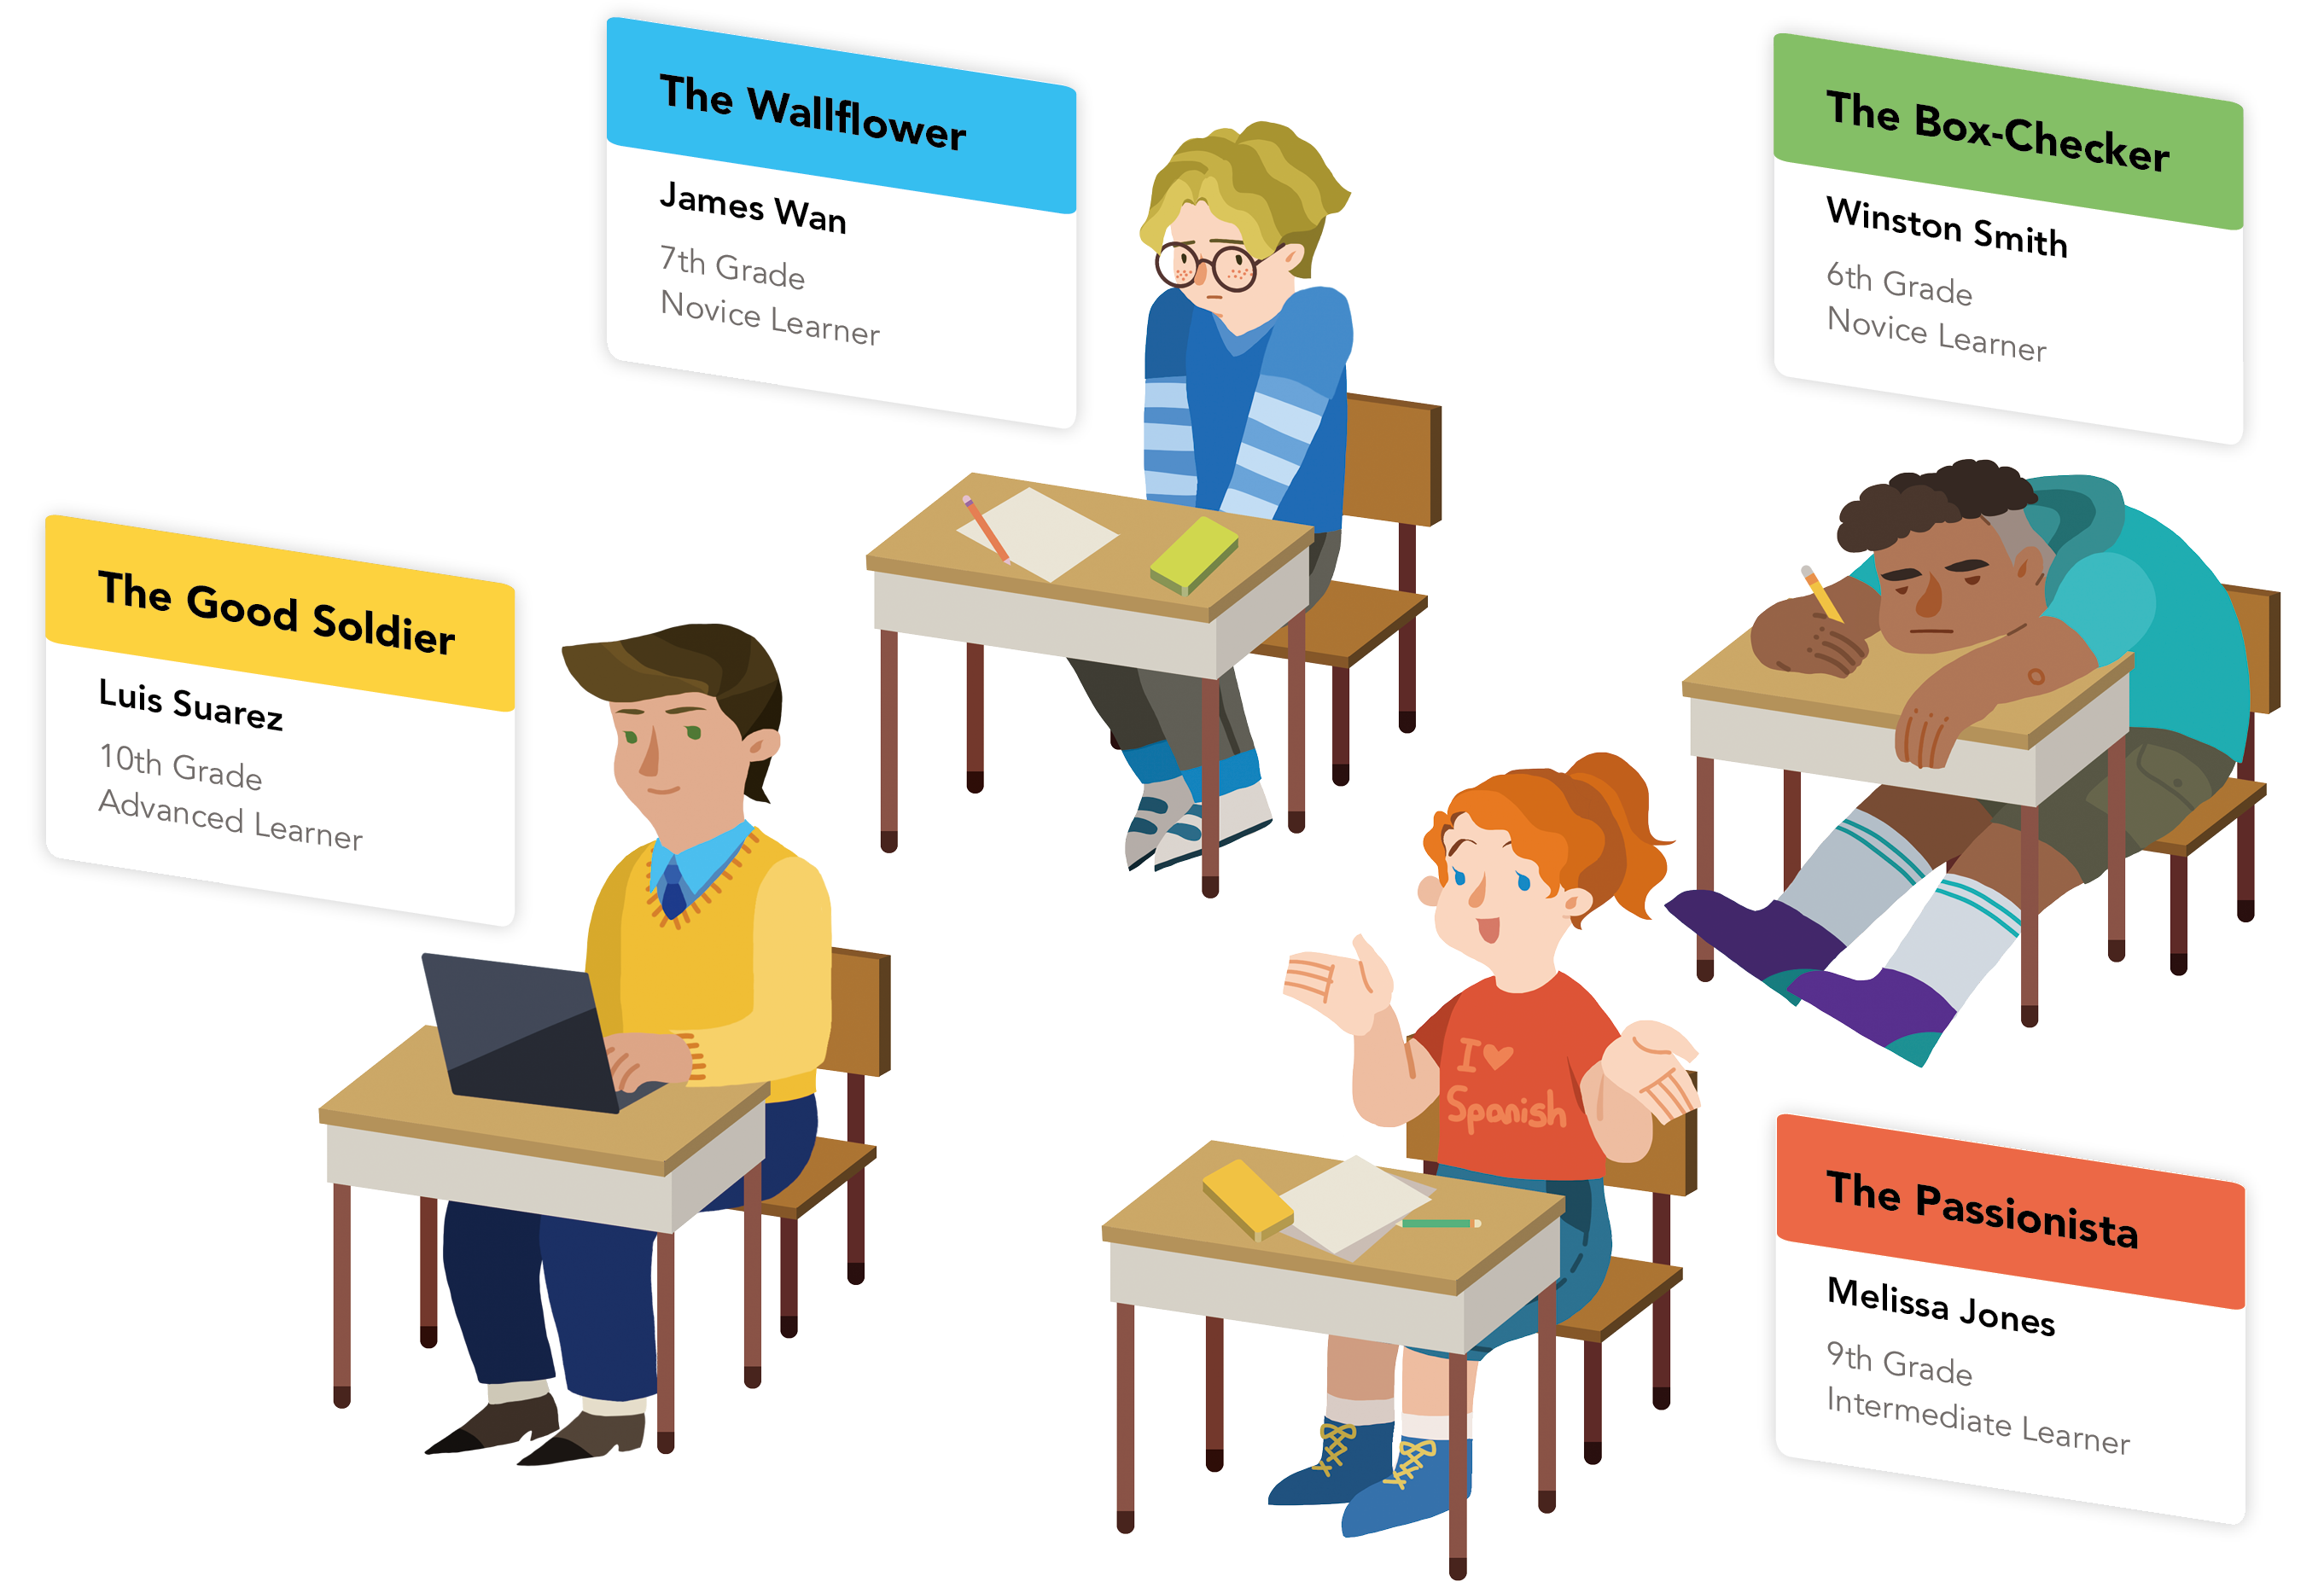 The Wallflower
James Wan
7th Grade
Novice Learner
The Box-Checker
Winston Smith
6th Grade
Novice Learner
The Good Soldier
Luis Suarez
10th Grade
Advanced Learner
I ♥
Spanish
The Passionista
Melissa Jones
9th Grade
Intermediate Learner